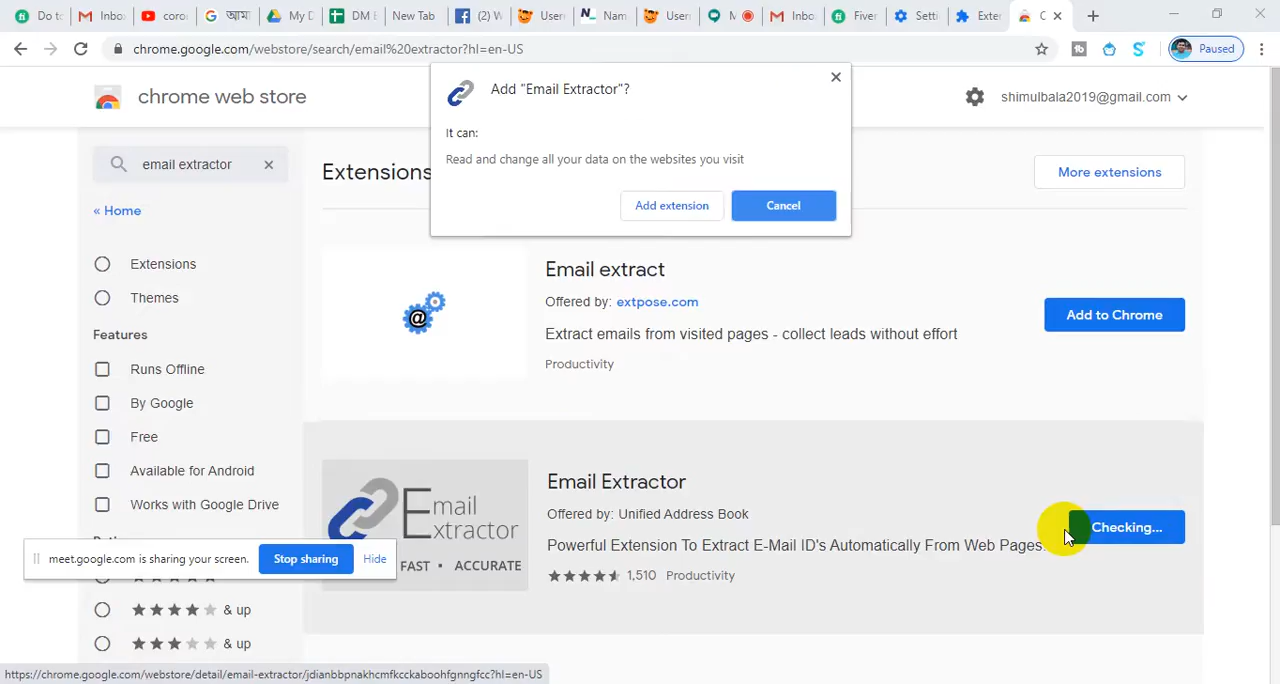 Do to
Inbo
coro
আমা
My D
DM E
New Tab
(2) W
User
Nam
User
M
Inbo
Fiver
Setti
Exter
C
chrome.google.com/webstore/search/email%20extractor?hl=en-US
Paused
chrome web store
shimulbala2019@gmail.com
Add "Email Extractor"?
It can:
Read and change all your data on the websites you visit
Add extension
Cancel
email extractor
« Home
Extensions
Themes
Features
Runs Offline
By Google
Free
Available for Android
Works with Google Drive
& up
& up
Extensions
More extensions
Email extract
Offered by: extpose.com
Extract emails from visited pages - collect leads without effort
Productivity
Add to Chrome
Email
Extractor
FAST • ACCURATE
Email Extractor
Offered by: Unified Address Book
Powerful Extension To Extract E-Mail ID's Automatically From Web Pages.
1,510 Productivity
Checking...
meet.google.com is sharing your screen.
Stop sharing
Hide
https://chrome.google.com/webstore/detail/email-extractor/jdianbbpnakhcmfkcckaboohfgnngfcc?hl=en-US